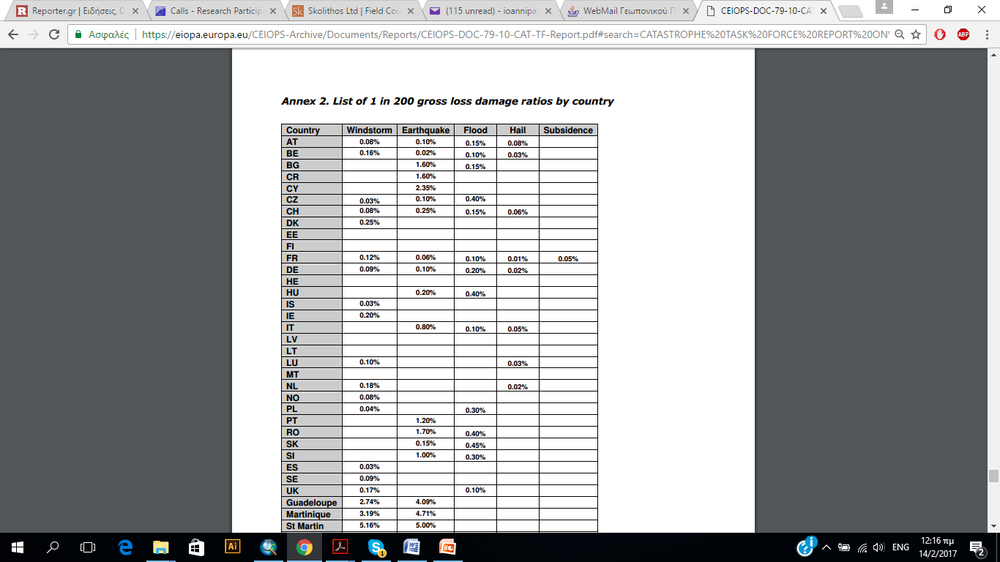 Reporter.gr | Ειδήσεις, Ο
Calls - Research Particip
Skolithos Ltd | Field Cou
(115 unread) - ioannipa
WebMail Γεωπονικού Π
CEIOPS-DOC-79-10-CAT
Ασφαλές | https://eiopa.europa.eu/CEIOPS-Archive/Documents/Reports/CEIOPS-DOC-79-10-CAT-TF-Report.pdf#search=CATASTROPHE%20TASK%20FORCE%20REPORT%20ON
ABP
Annex 2. List of 1 in 200 gross loss damage ratios by country
Country Windstorm Earthquake Flood Hail Subsidence
AT 0.08% 0.10% 0.15% 0.08%
BE 0.16% 0.02% 0.10% 0.03%
BG 1.60% 0.15%
CR 1.60%
CY 2.35%
CZ 0.03% 0.10% 0.40%
CH 0.08% 0.25% 0.15% 0.06%
DK 0.25%
EE
FI
FR 0.12% 0.06% 0.10% 0.01% 0.05%
DE 0.09% 0.10% 0.20% 0.02%
HE
HU 0.20% 0.40%
IS 0.03%
IE 0.20%
IT 0.80% 0.10% 0.05%
LV
LT
LU 0.10% 0.03%
MT
NL 0.18% 0.02%
NO 0.08%
PL 0.04% 0.30%
PT 1.20%
RO 1.70% 0.40%
SK 0.15% 0.45%
SI 1.00% 0.30%
ES 0.03%
SE 0.09%
UK 0.17% 0.10%
Guadeloupe 2.74% 4.09%
Martinique 3.19% 4.71%
St Martin 5.16% 5.00%
Ai
ENG
12:16 πμ
14/2/2017
2